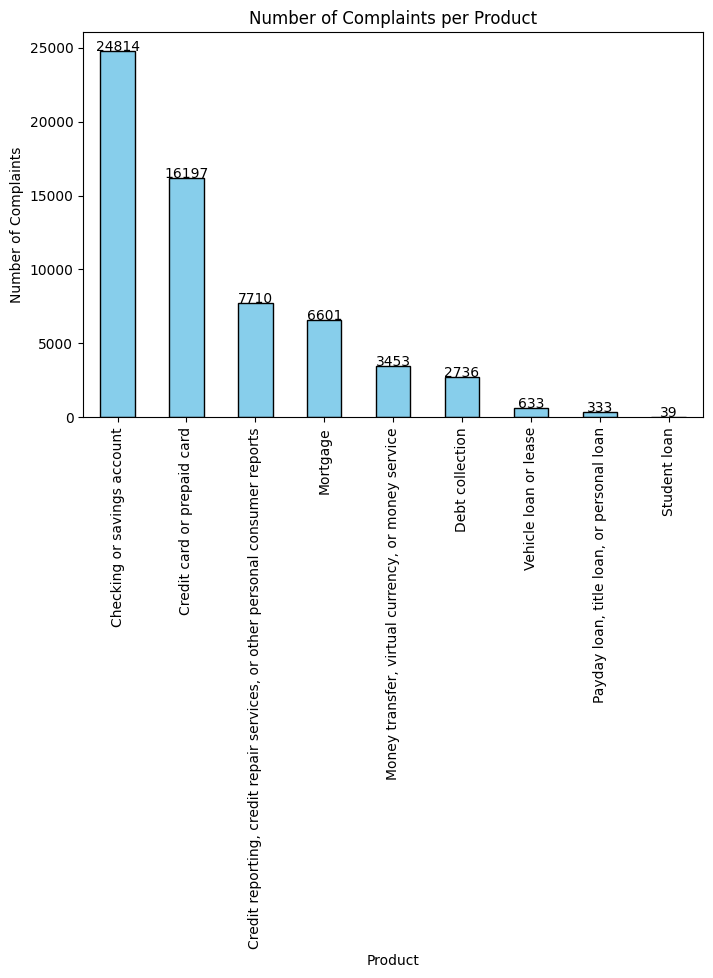 Number of Complaints per Product
Number of Complaints
25000
20000
15000
10000
5000
0
24814
16197
7710
6601
3453
2736
633
333
39
Checking or savings account
Credit card or prepaid card
Credit reporting, credit repair services, or other personal consumer reports
Mortgage
Money transfer, virtual currency, or money service
Debt collection
Vehicle loan or lease
Payday loan, title loan, or personal loan
Student loan
Product